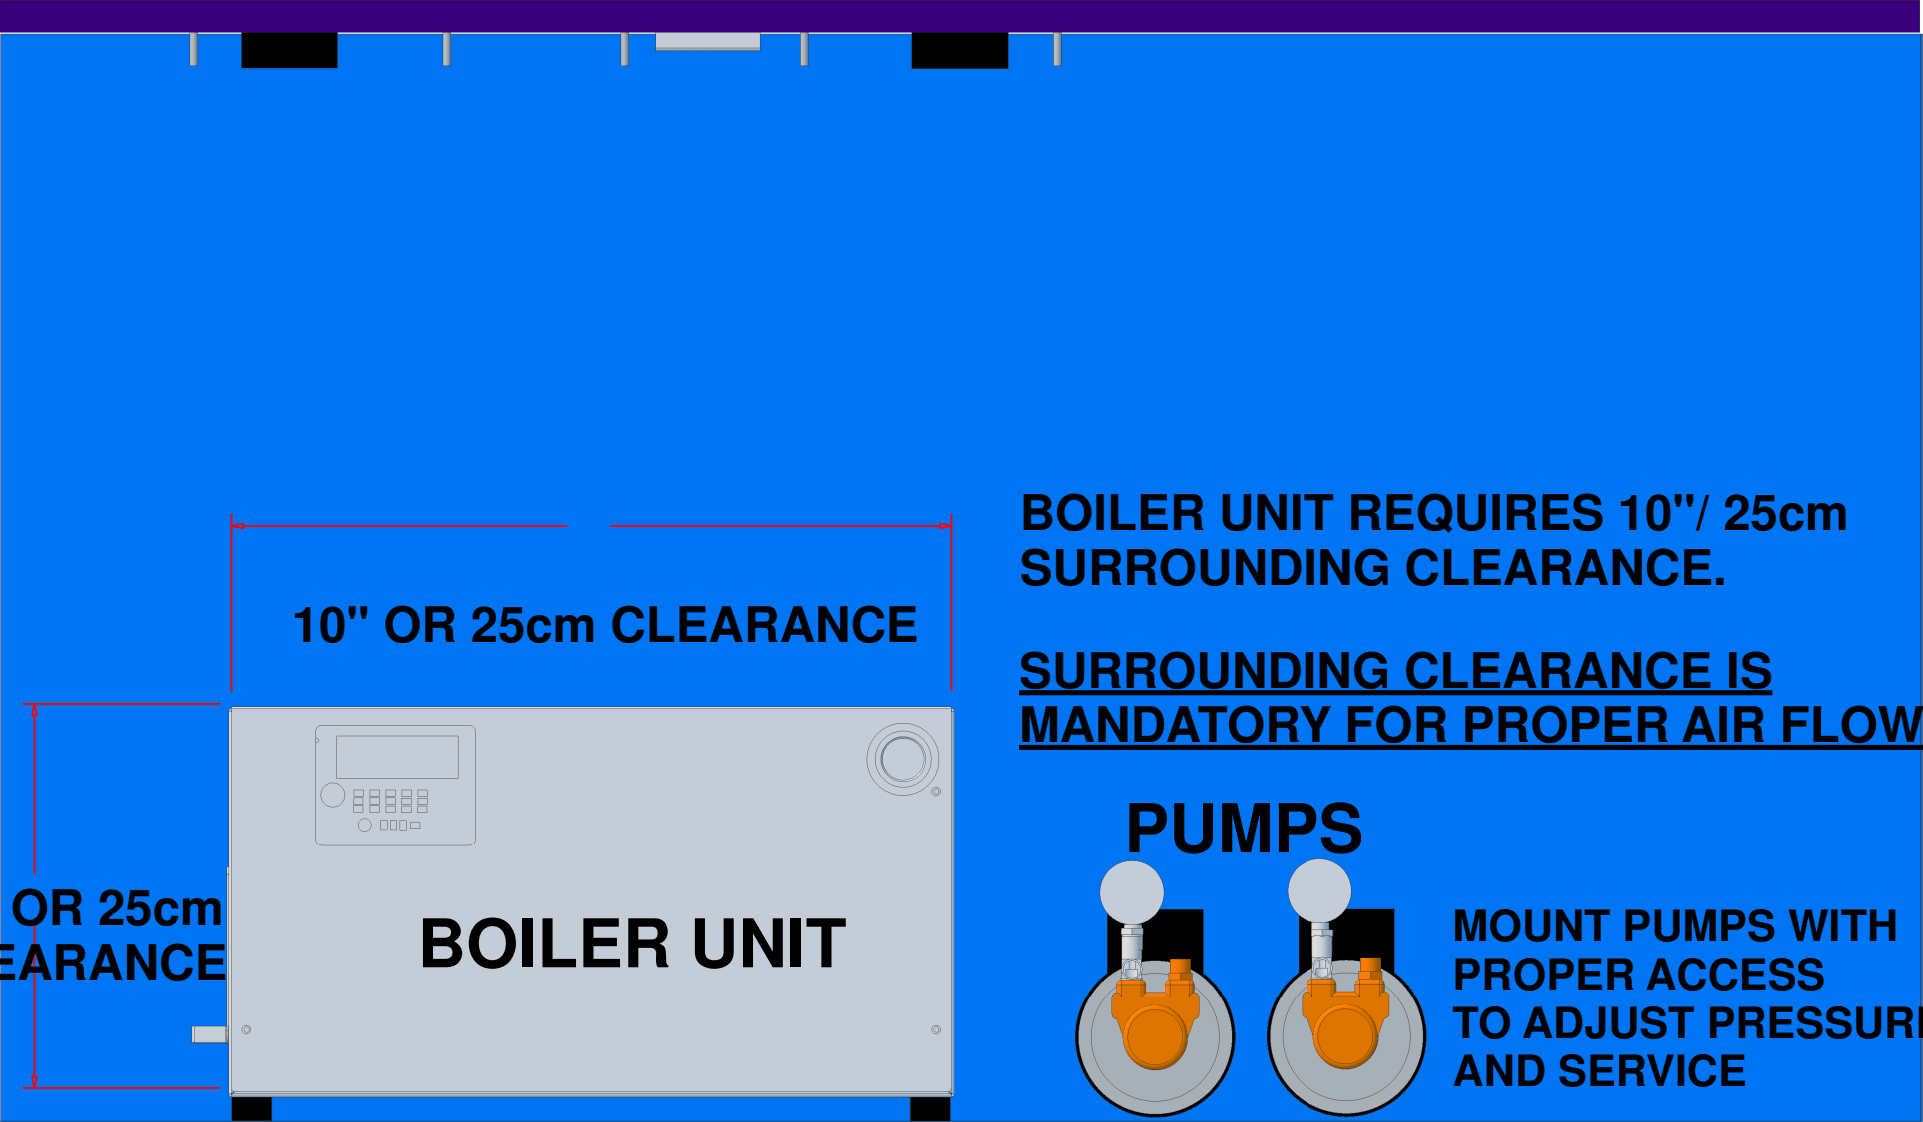 BOILER UNIT REQUIRES 10"/ 25cm
SURROUNDING CLEARANCE.
10" OR 25cm CLEARANCE
SURROUNDING CLEARANCE IS
MANDATORY FOR PROPER AIR FLOW
PUMPS
OR 25cm
EARANCE
BOILER UNIT
MOUNT PUMPS WITH
PROPER ACCESS
TO ADJUST PRESSUR
AND SERVICE